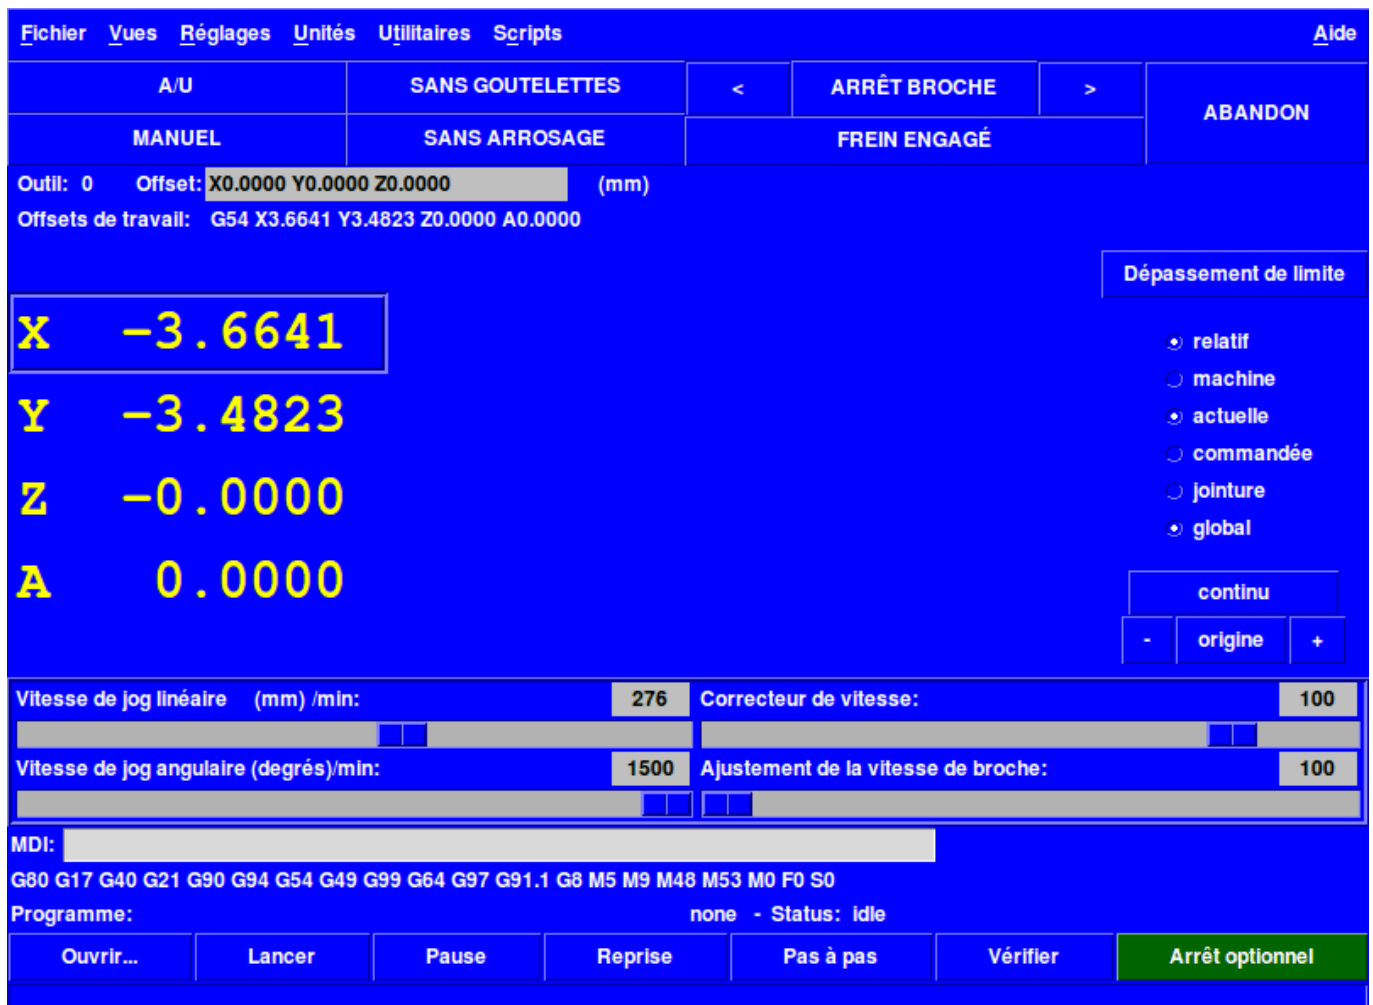 Fichier Vues Réglages Unités Utilitaires Scripts Aide
A/U SANS GOUTELETTES < ARRÊT BROCHE > ABANDON
MANUEL SANS ARROSAGE FREIN ENGAGÉ
Outil: 0 Offset: X0.0000 Y0.0000 Z0.0000 (mm)
Offsets de travail: G54 X3.6641 Y3.4823 Z0.0000 A0.0000
Dépassement de limite
X -3.6641
relatif
machine
Y -3.4823
actuelle
commandée
Z -0.0000
jointure
global
A 0.0000
continu
- origine +
Vitesse de jog linéaire (mm) /min: 276 Correcteur de vitesse: 100
Vitesse de jog angulaire (degrés)/min: 1500 Ajustement de la vitesse de broche: 100
MDI:
G80 G17 G40 G21 G90 G94 G54 G49 G99 G64 G97 G91.1 G8 M5 M9 M48 M53 M0 F0 S0
Programme: none - Status: idle
Ouvrir... Lancer Pause Reprise Pas à pas Vérifier Arrêt optionnel